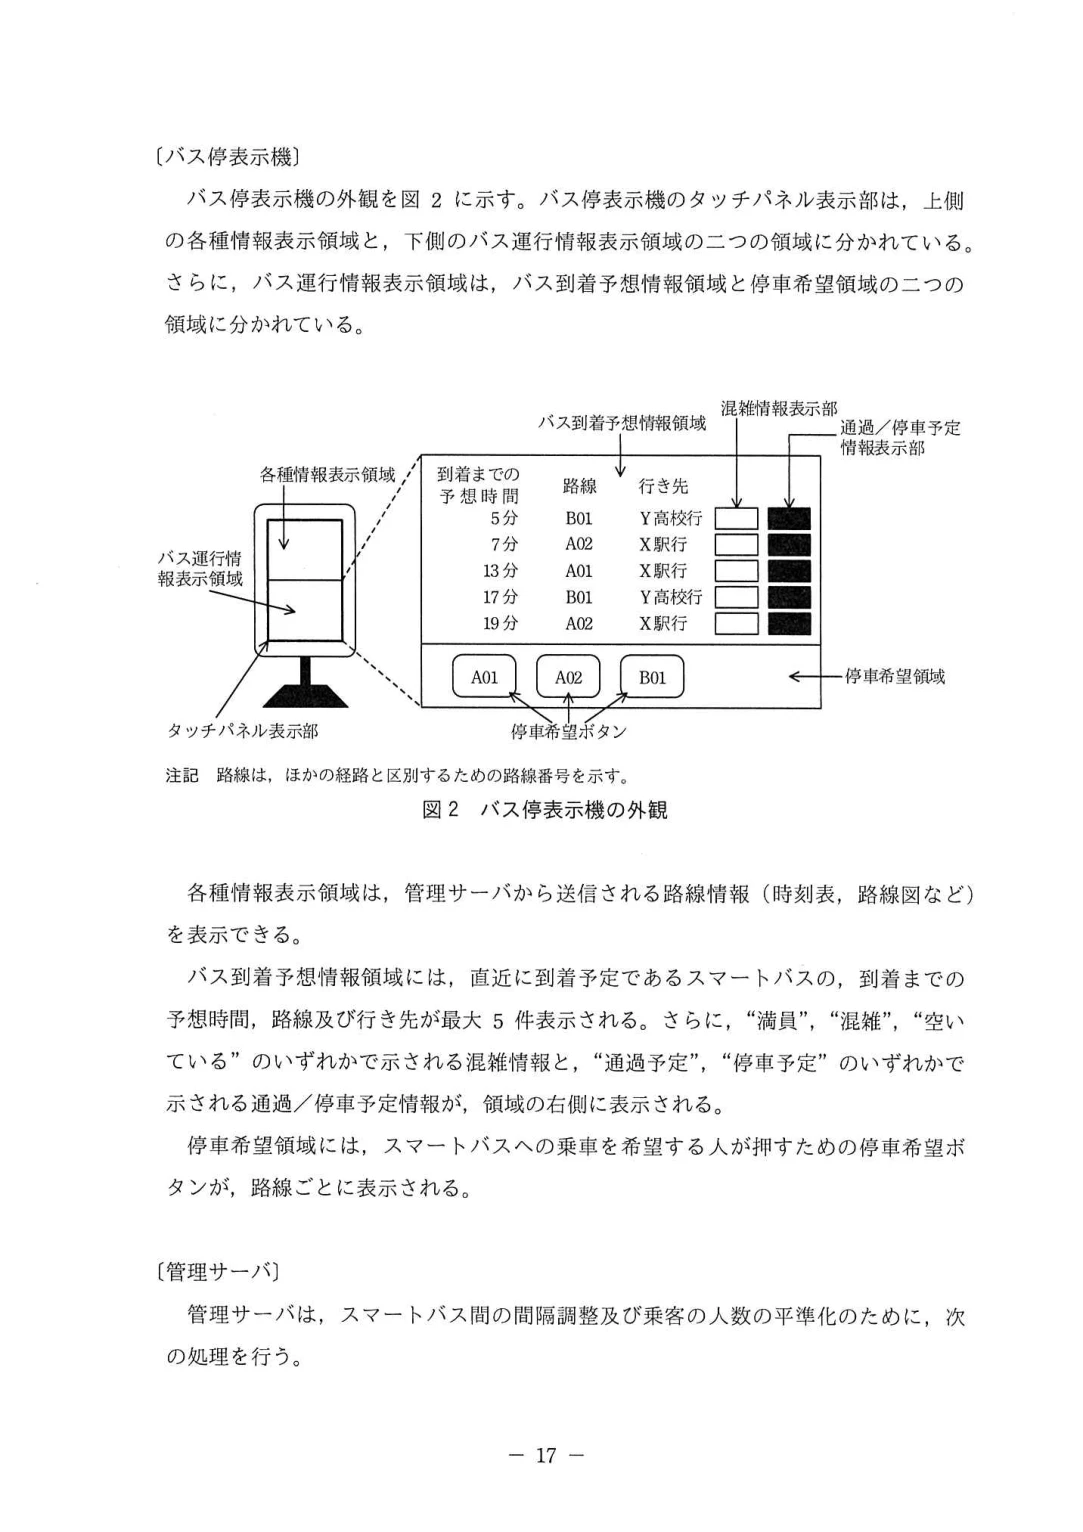 〔バス停表示機〕
バス停表示機の外観を図 2 に示す。バス停表示機のタッチパネル表示部は，上側
の各種情報表示領域と，下側のバス運行情報表示領域の二つの領域に分かれている。
さらに，バス運行情報表示領域は，バス到着予想情報領域と停車希望領域の二つの
領域に分かれている。
混雑情報表示部
バス到着予想情報領域
通過／停車予定
情報表示部
各種情報表示領域
バス運行情
報表示領域
タッチパネル表示部
到着までの
予想時間 路線 行き先
5分 B01 Y高校行
7分 A02 X駅行
13分 A01 X駅行
17分 B01 Y高校行
19分 A02 X駅行
A01 A02 B01
停車希望領域
停車希望ボタン
注記 路線は，ほかの経路と区別するための路線番号を示す。
図2 バス停表示機の外観
各種情報表示領域は，管理サーバから送信される路線情報（時刻表，路線図など）
を表示できる。
バス到着予想情報領域には，直近に到着予定であるスマートバスの，到着までの
予想時間，路線及び行き先が最大 5 件表示される。さらに，“満員”，“混雑”，“空い
ている” のいずれかで示される混雑情報と，“通過予定”，“停車予定” のいずれかで
示される通過／停車予定情報が，領域の右側に表示される。
停車希望領域には，スマートバスへの乗車を希望する人が押すための停車希望ボ
タンが，路線ごとに表示される。
〔管理サーバ〕
管理サーバは，スマートバス間の間隔調整及び乗客の人数の平準化のために，次
の処理を行う。
－ 17 －